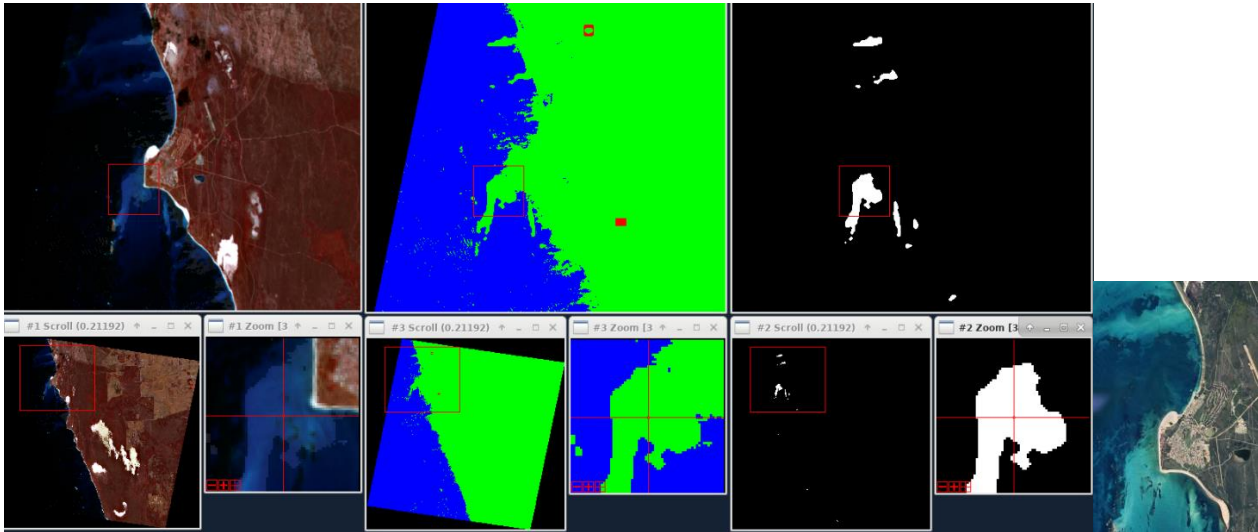 #1 Scroll (0.21192)
#1 Zoom [3
#3 Scroll (0.21192)
#3 Zoom [3
#2 Scroll (0.21192)
#2 Zoom [3